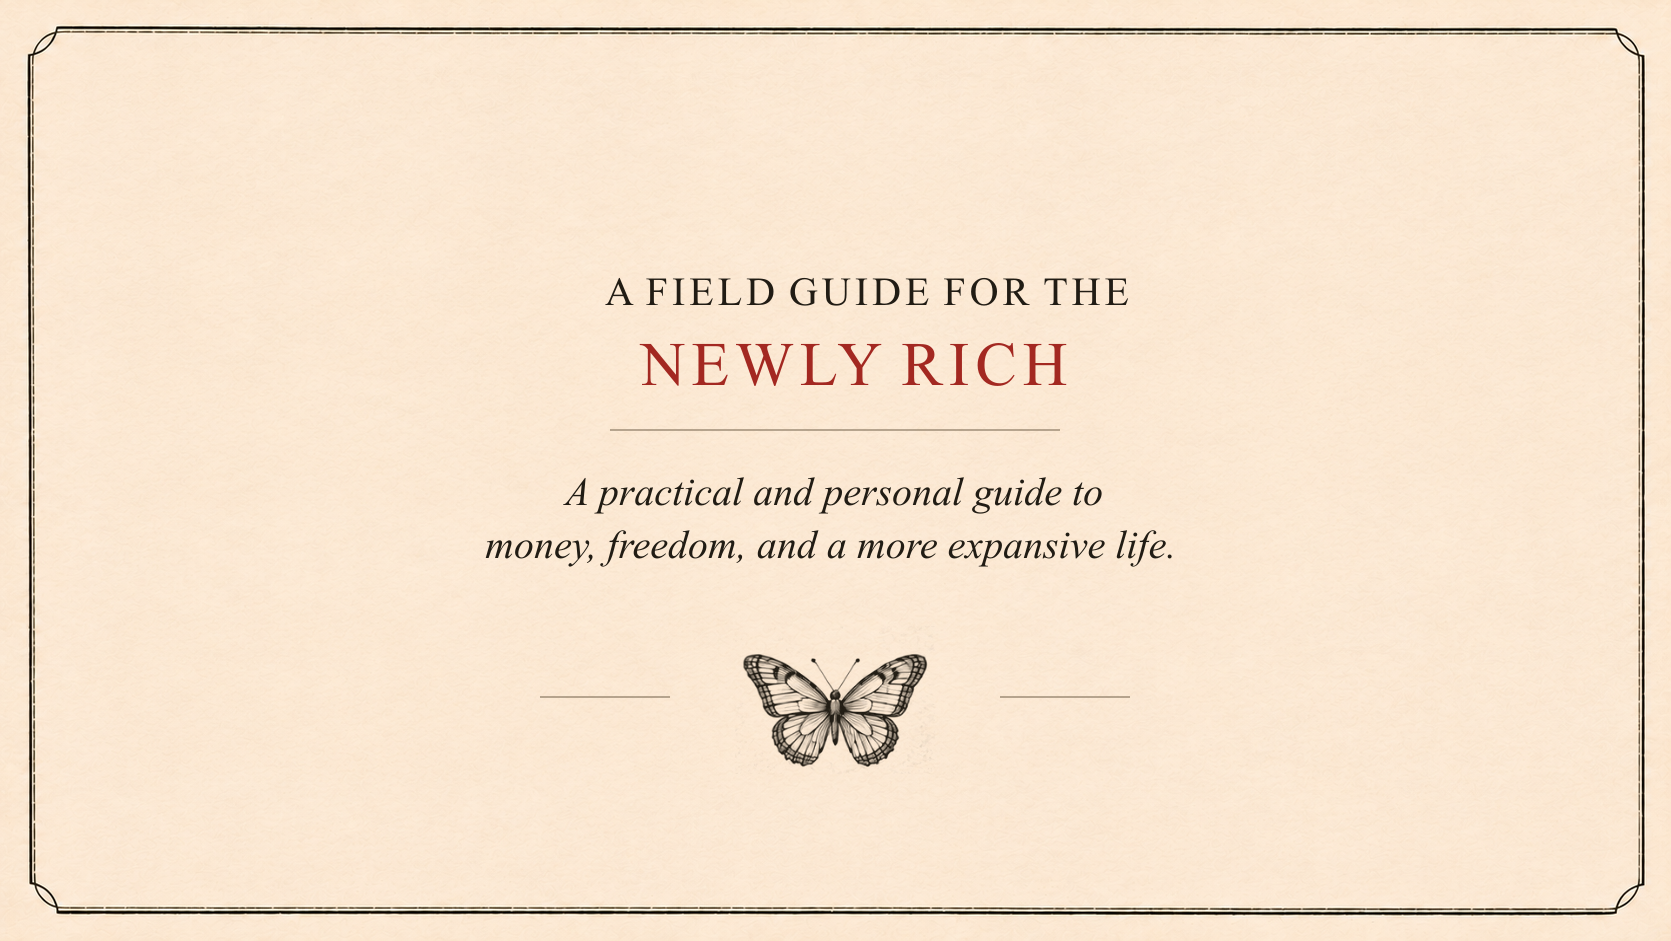 A FIELD GUIDE FOR THE
NEWLY RICH
A practical and personal guide to
money, freedom, and a more expansive life.